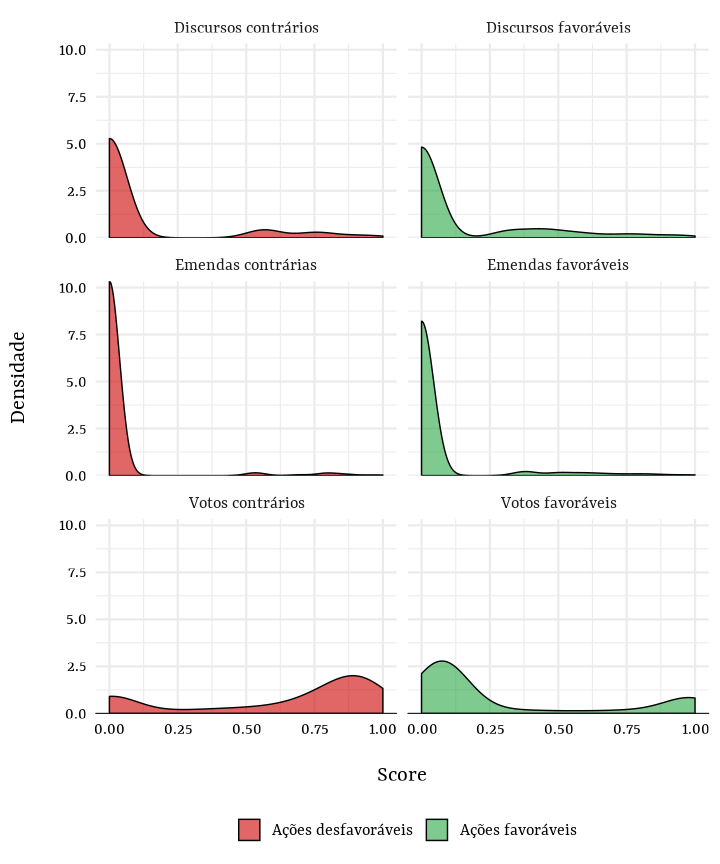 Discursos contrários
Discursos favoráveis
10.0
7.5
5.0
2.5
0.0
Emendas contrárias
Emendas favoráveis
10.0
7.5
5.0
2.5
0.0
Densidade
Votos contrários
Votos favoráveis
10.0
7.5
5.0
2.5
0.0
0.00 0.25 0.50 0.75 1.00
0.00 0.25 0.50 0.75 1.00
Score
Ações desfavoráveis
Ações favoráveis